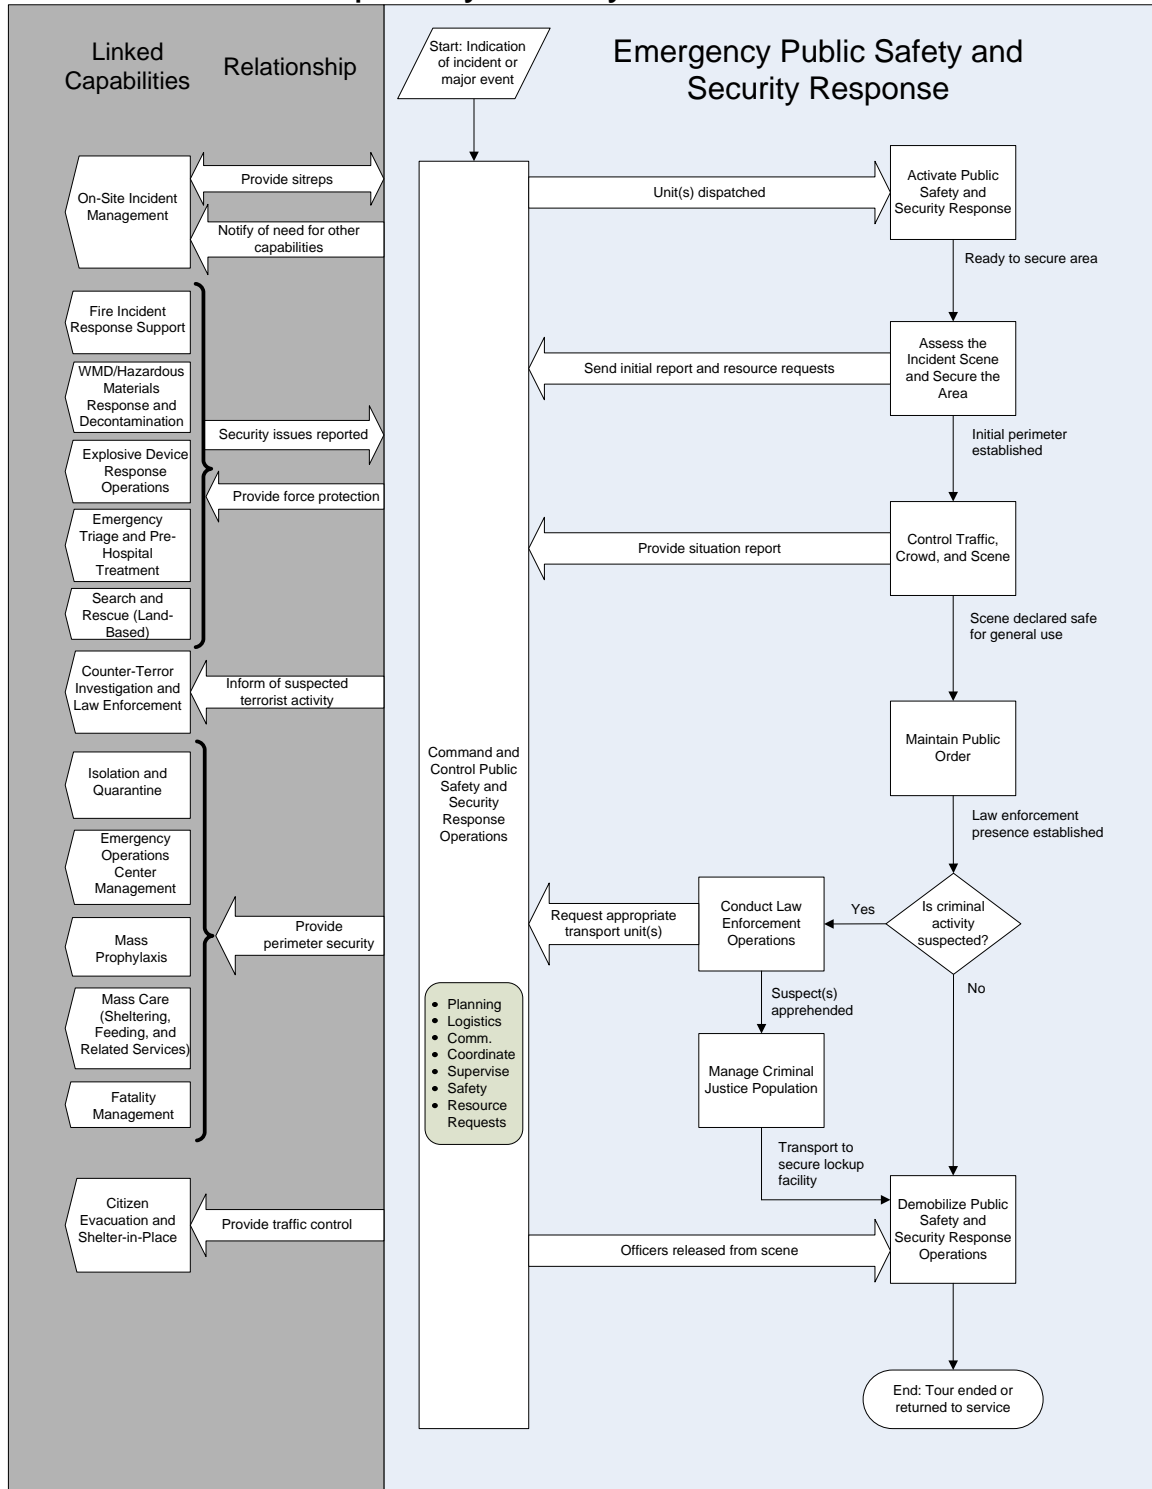 Linked
Capabilities
Relationship
Start: Indication
of incident or
major event
Emergency Public Safety and
Security Response
On-Site Incident
Management
Provide sitreps
Notify of need for other
capabilities
Unit(s) dispatched
Activate Public
Safety and
Security Response
Ready to secure area
Fire Incident
Response Support
WMD/Hazardous
Materials
Response and
Decontamination
Explosive Device
Response
Operations
Emergency
Triage and Pre-
Hospital
Treatment
Search and
Rescue (Land-
Based)
Security issues reported
Provide force protection
Send initial report and resource requests
Assess the
Incident Scene
and Secure the
Area
Initial perimeter
established
Provide situation report
Control Traffic,
Crowd, and Scene
Scene declared safe
for general use
Counter-Terror
Investigation and
Law Enforcement
Inform of suspected
terrorist activity
Maintain Public
Order
Law enforcement
presence established
Command and
Control Public
Safety and
Security
Response
Operations
Isolation and
Quarantine
Emergency
Operations
Center
Management
Mass
Prophylaxis
Mass Care
(Sheltering,
Feeding, and
Related Services)
Fatality
Management
Provide
perimeter security
Request appropriate
transport unit(s)
Conduct Law
Enforcement
Operations
Yes
Is criminal
activity
suspected?
No
Suspect(s)
apprehended
• Planning
• Logistics
• Comm.
• Coordinate
• Supervise
• Safety
• Resource
Requests
Manage Criminal
Justice Population
Transport to
secure lockup
facility
Citizen
Evacuation and
Shelter-in-Place
Provide traffic control
Officers released from scene
Demobilize Public
Safety and
Security Response
Operations
End: Tour ended or
returned to service